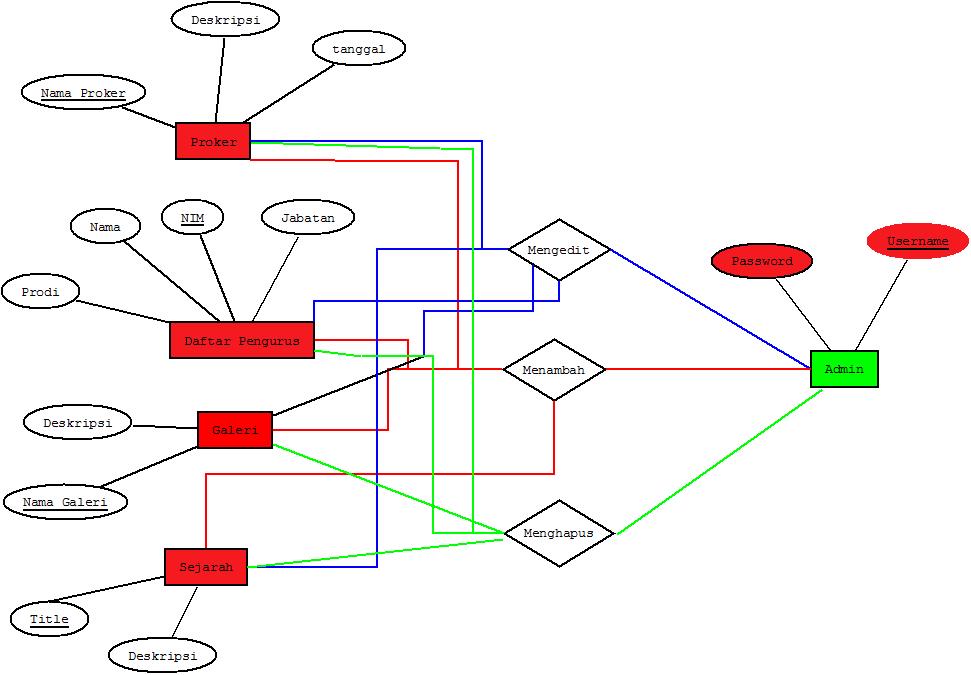 Deskripsi
tanggal
Nama Proker
Proker
Nama
NIM
Jabatan
Prodi
Daftar Pengurus
Mengedit
Password
Username
Menambah
Admin
Deskripsi
Galeri
Nama Galeri
Menghapus
Sejarah
Title
Deskripsi